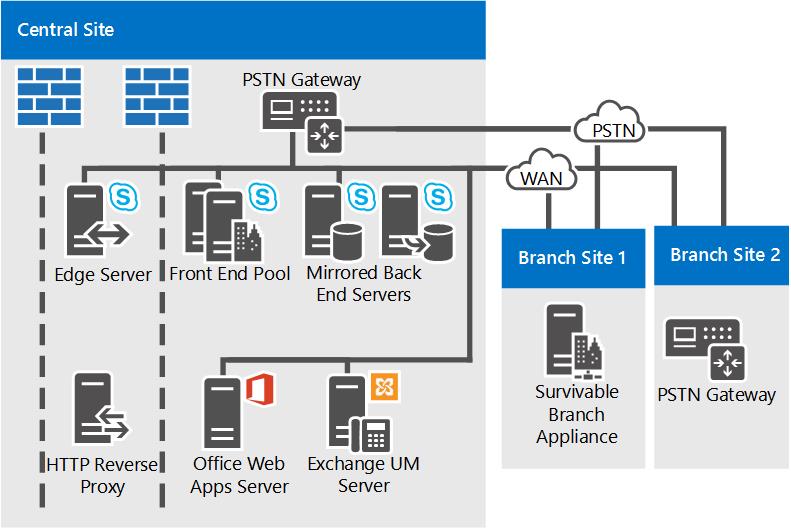 Central Site
PSTN Gateway
PSTN
WAN
Edge Server
Front End Pool
Mirrored Back
End Servers
Branch Site 1
Branch Site 2
Survivable
Branch
Appliance
PSTN Gateway
HTTP Reverse
Proxy
Office Web
Apps Server
Exchange UM
Server